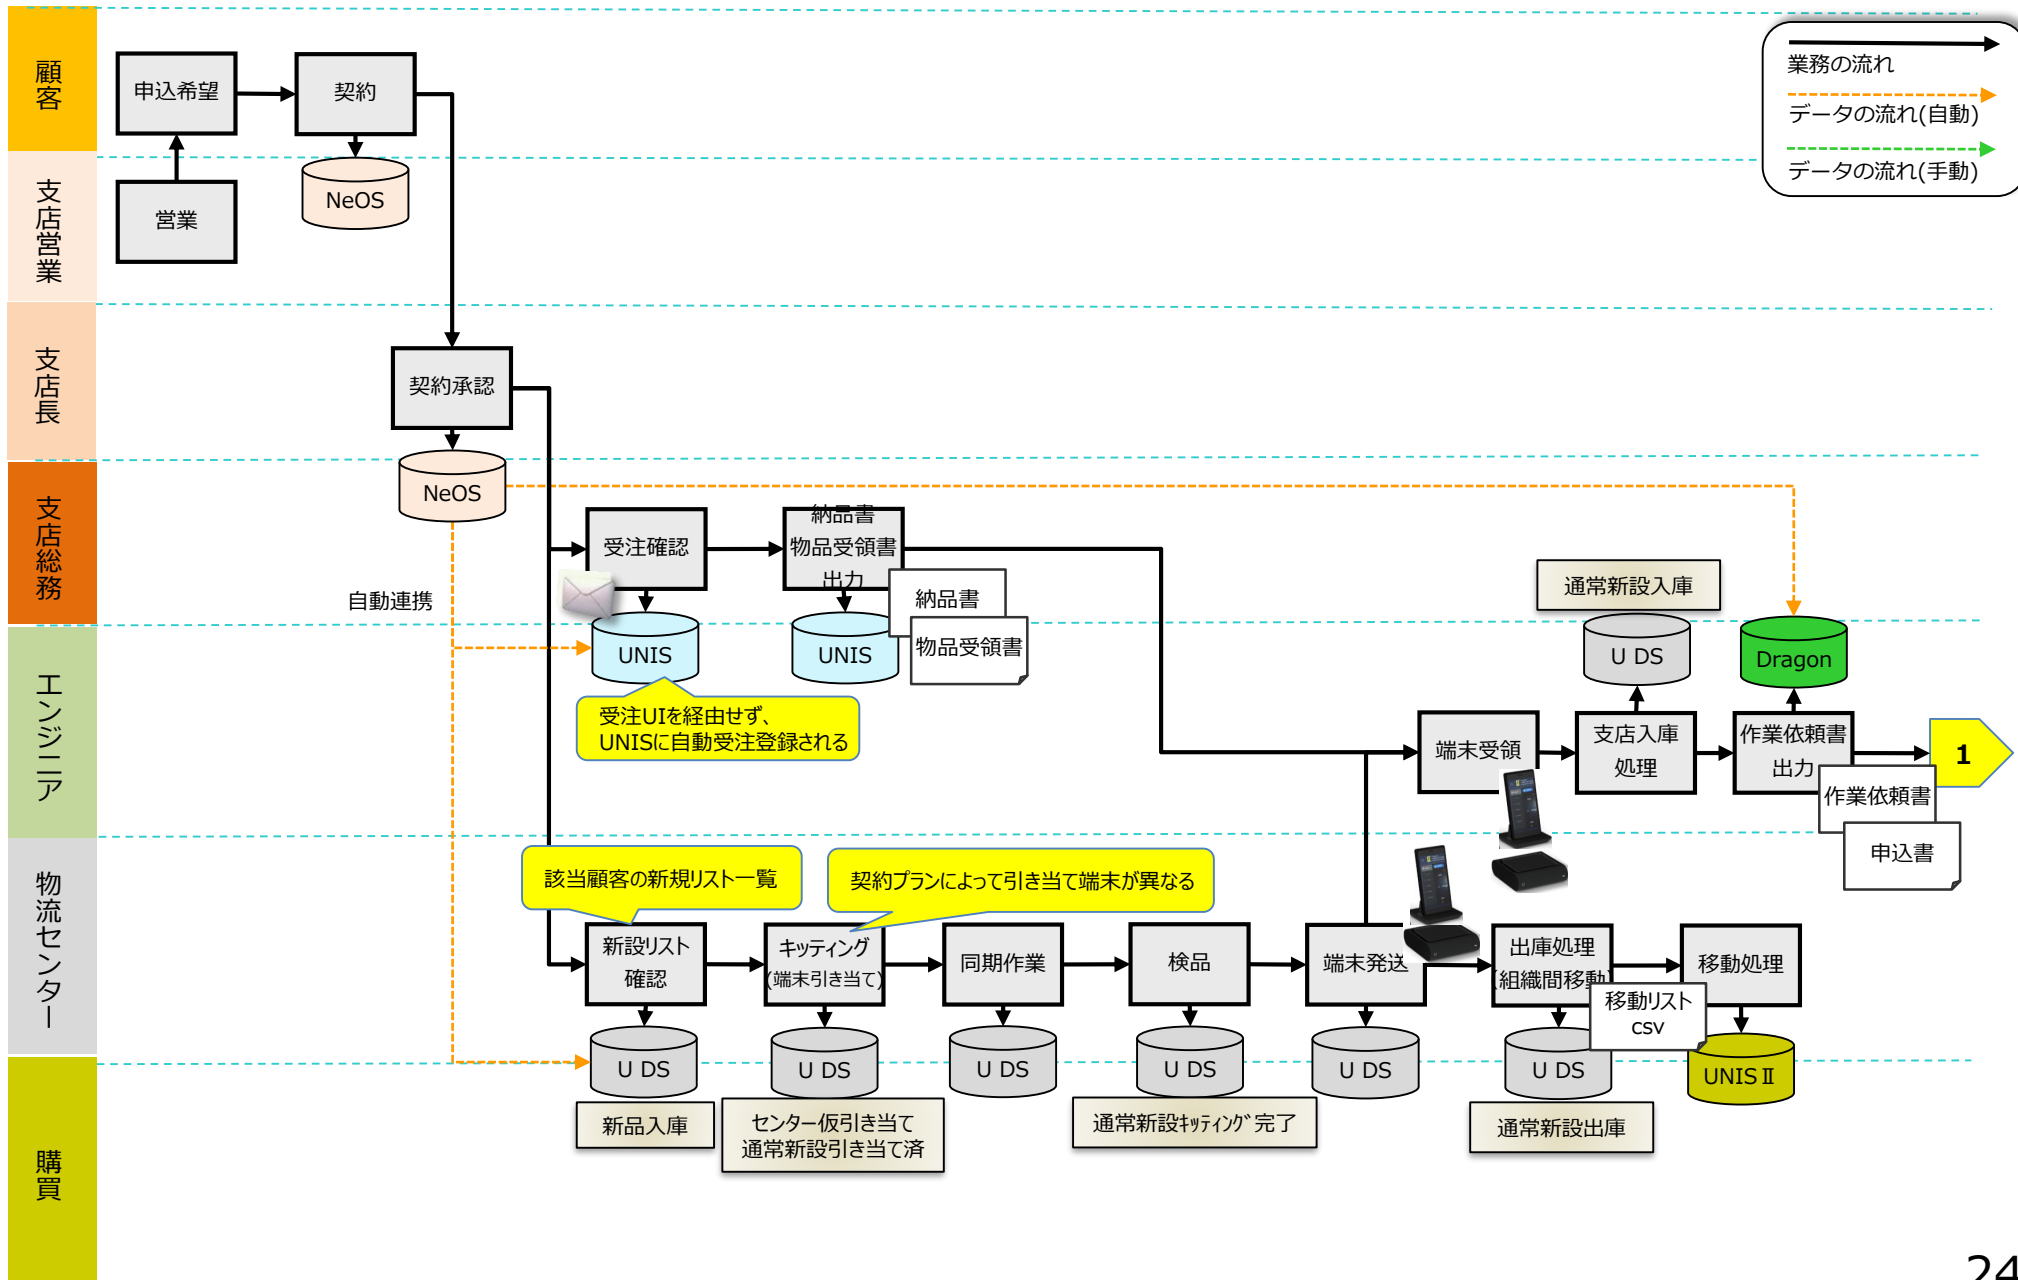 顧客
申込希望
契約
業務の流れ
データの流れ(自動)
データの流れ(手動)
支店営業
営業
NeOS
支店長
契約承認
支店総務
NeOS
受注確認
納品書
物品受領書
出力
納品書
物品受領書
自動連携
通常新設入庫
UNIS
UNIS
U DS
Dragon
エンジニア
受注UIを経由せず、
UNISに自動受注登録される
端末受領
支店入庫
処理
作業依頼書
出力
1
作業依頼書
申込書
物流センター
該当顧客の新規リスト一覧
契約プランによって引き当て端末が異なる
新設リスト
確認
キッティング
(端末引き当て)
同期作業
検品
端末発送
出庫処理
(組織間移動)
移動処理
移動リスト
csv
U DS
U DS
U DS
U DS
U DS
U DS
UNISⅡ
購買
新品入庫
センター仮引き当て
通常新設引き当て済
通常新設ｷｯﾃｨﾝｸﾞ完了
通常新設出庫
24